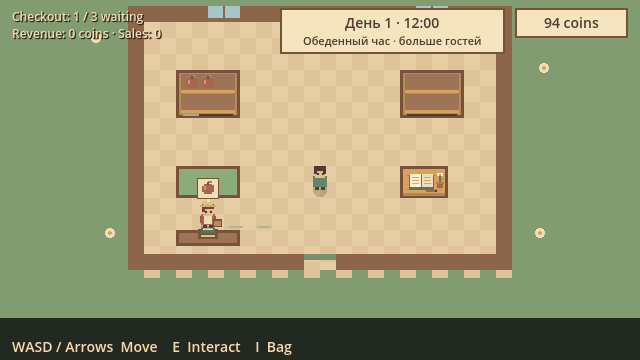 Checkout: 1 / 3 waiting
Revenue: 0 coins · Sales: 0
День 1 · 12:00
Обеденный час · больше гостей
94 coins
WASD / Arrows Move E Interact I Bag